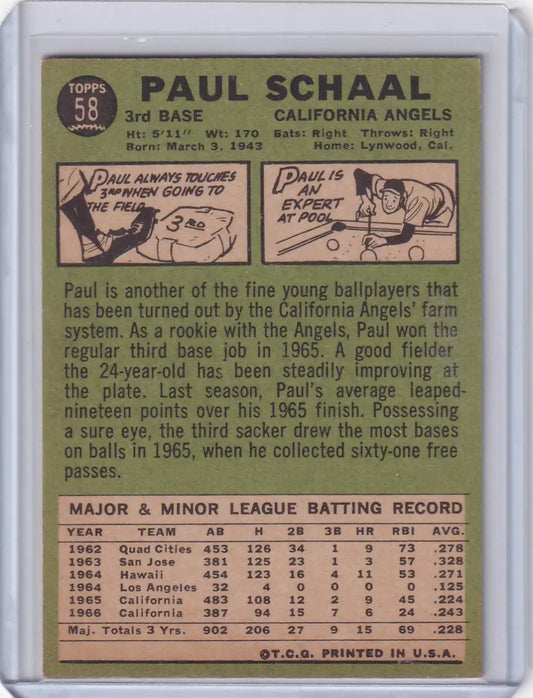 TOPPS
58
PAUL SCHAAL
3rd BASE CALIFORNIA ANGELS
Ht: 5'11" Wt: 170 Bats: Right Throws: Right
Born: March 3, 1943 Home: Lynwood, Cal.
PAUL ALWAYS TOUCHES
3RD WHEN GOING TO
THE FIELD.
3RD
PAUL IS
AN
EXPERT
AT POOL
Paul is another of the fine young ballplayers that
has been turned out by the California Angels' farm
system. As a rookie with the Angels, Paul won the
regular third base job in 1965. A good fielder
the 24-year-old has been steadily improving at
the plate. Last season, Paul's average leaped-
nineteen points over his 1965 finish. Possessing
a sure eye, the third sacker drew the most bases
on balls in 1965, when he collected sixty-one free
passes.
MAJOR & MINOR LEAGUE BATTING RECORD
YEAR TEAM AB H 2B 3B HR RBI AVG.
1962 Quad Cities 453 126 34 1 9 73 .278
1963 San Jose 381 125 23 1 3 57 .328
1964 Hawaii 454 123 16 4 11 53 .271
1964 Los Angeles 32 4 0 0 0 0 .125
1965 California 483 108 12 2 9 45 .224
1966 California 387 94 15 7 6 24 .243
Maj. Totals 3 Yrs. 902 206 27 9 15 69 .228
©T.C.G. PRINTED IN U.S.A.